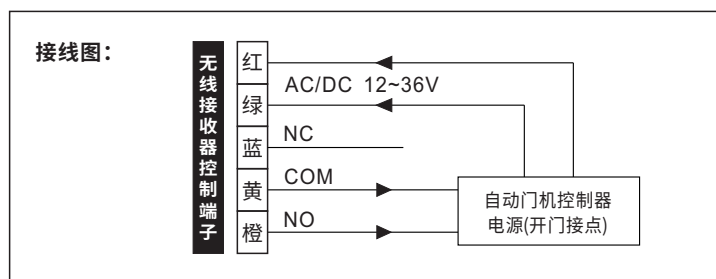 接线图：
无线接收器控制端子
红
AC/DC 12~36V
绿
NC
蓝
COM
黄
NO
橙
自动门机控制器
电源(开门接点)